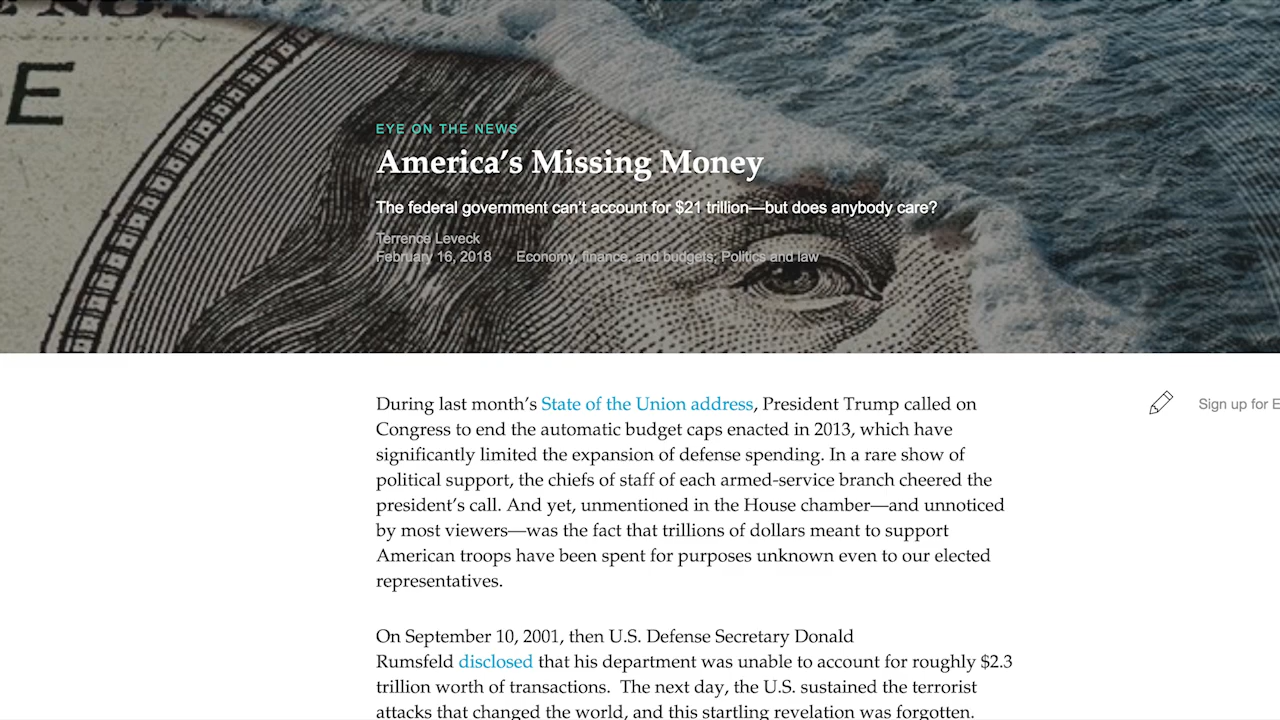 E
EYE ON THE NEWS
America’s Missing Money
The federal government can’t account for $21 trillion—but does anybody care?
Terrence Leveck
February 16, 2018 Economy, finance, and budgets; Politics and law
During last month’s State of the Union address, President Trump called on
Congress to end the automatic budget caps enacted in 2013, which have
significantly limited the expansion of defense spending. In a rare show of
political support, the chiefs of staff of each armed-service branch cheered the
president’s call. And yet, unmentioned in the House chamber—and unnoticed
by most viewers—was the fact that trillions of dollars meant to support
American troops have been spent for purposes unknown even to our elected
representatives.
Sign up for E
On September 10, 2001, then U.S. Defense Secretary Donald
Rumsfeld disclosed that his department was unable to account for roughly $2.3
trillion worth of transactions.  The next day, the U.S. sustained the terrorist
attacks that changed the world, and this startling revelation was forgotten.